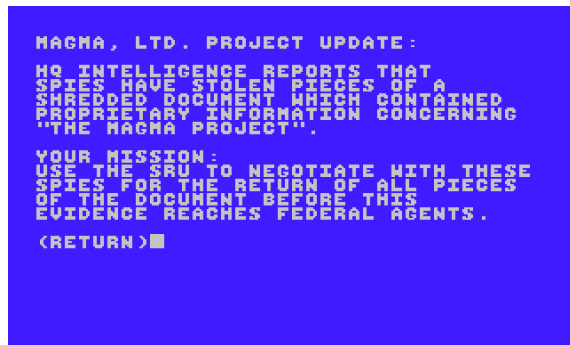 MAGMA, LTD. PROJECT UPDATE:
HQ INTELLIGENCE REPORTS THAT
SPIES HAVE STOLEN PIECES OF A
SHREDDED DOCUMENT WHICH CONTAINED
PROPRIETARY INFORMATION CONCERNING
"THE MAGMA PROJECT".
YOUR MISSION:
USE THE SRU TO NEGOTIATE WITH THESE
SPIES FOR THE RETURN OF ALL PIECES
OF THE DOCUMENT BEFORE THIS
EVIDENCE REACHES FEDERAL AGENTS.
(RETURN)